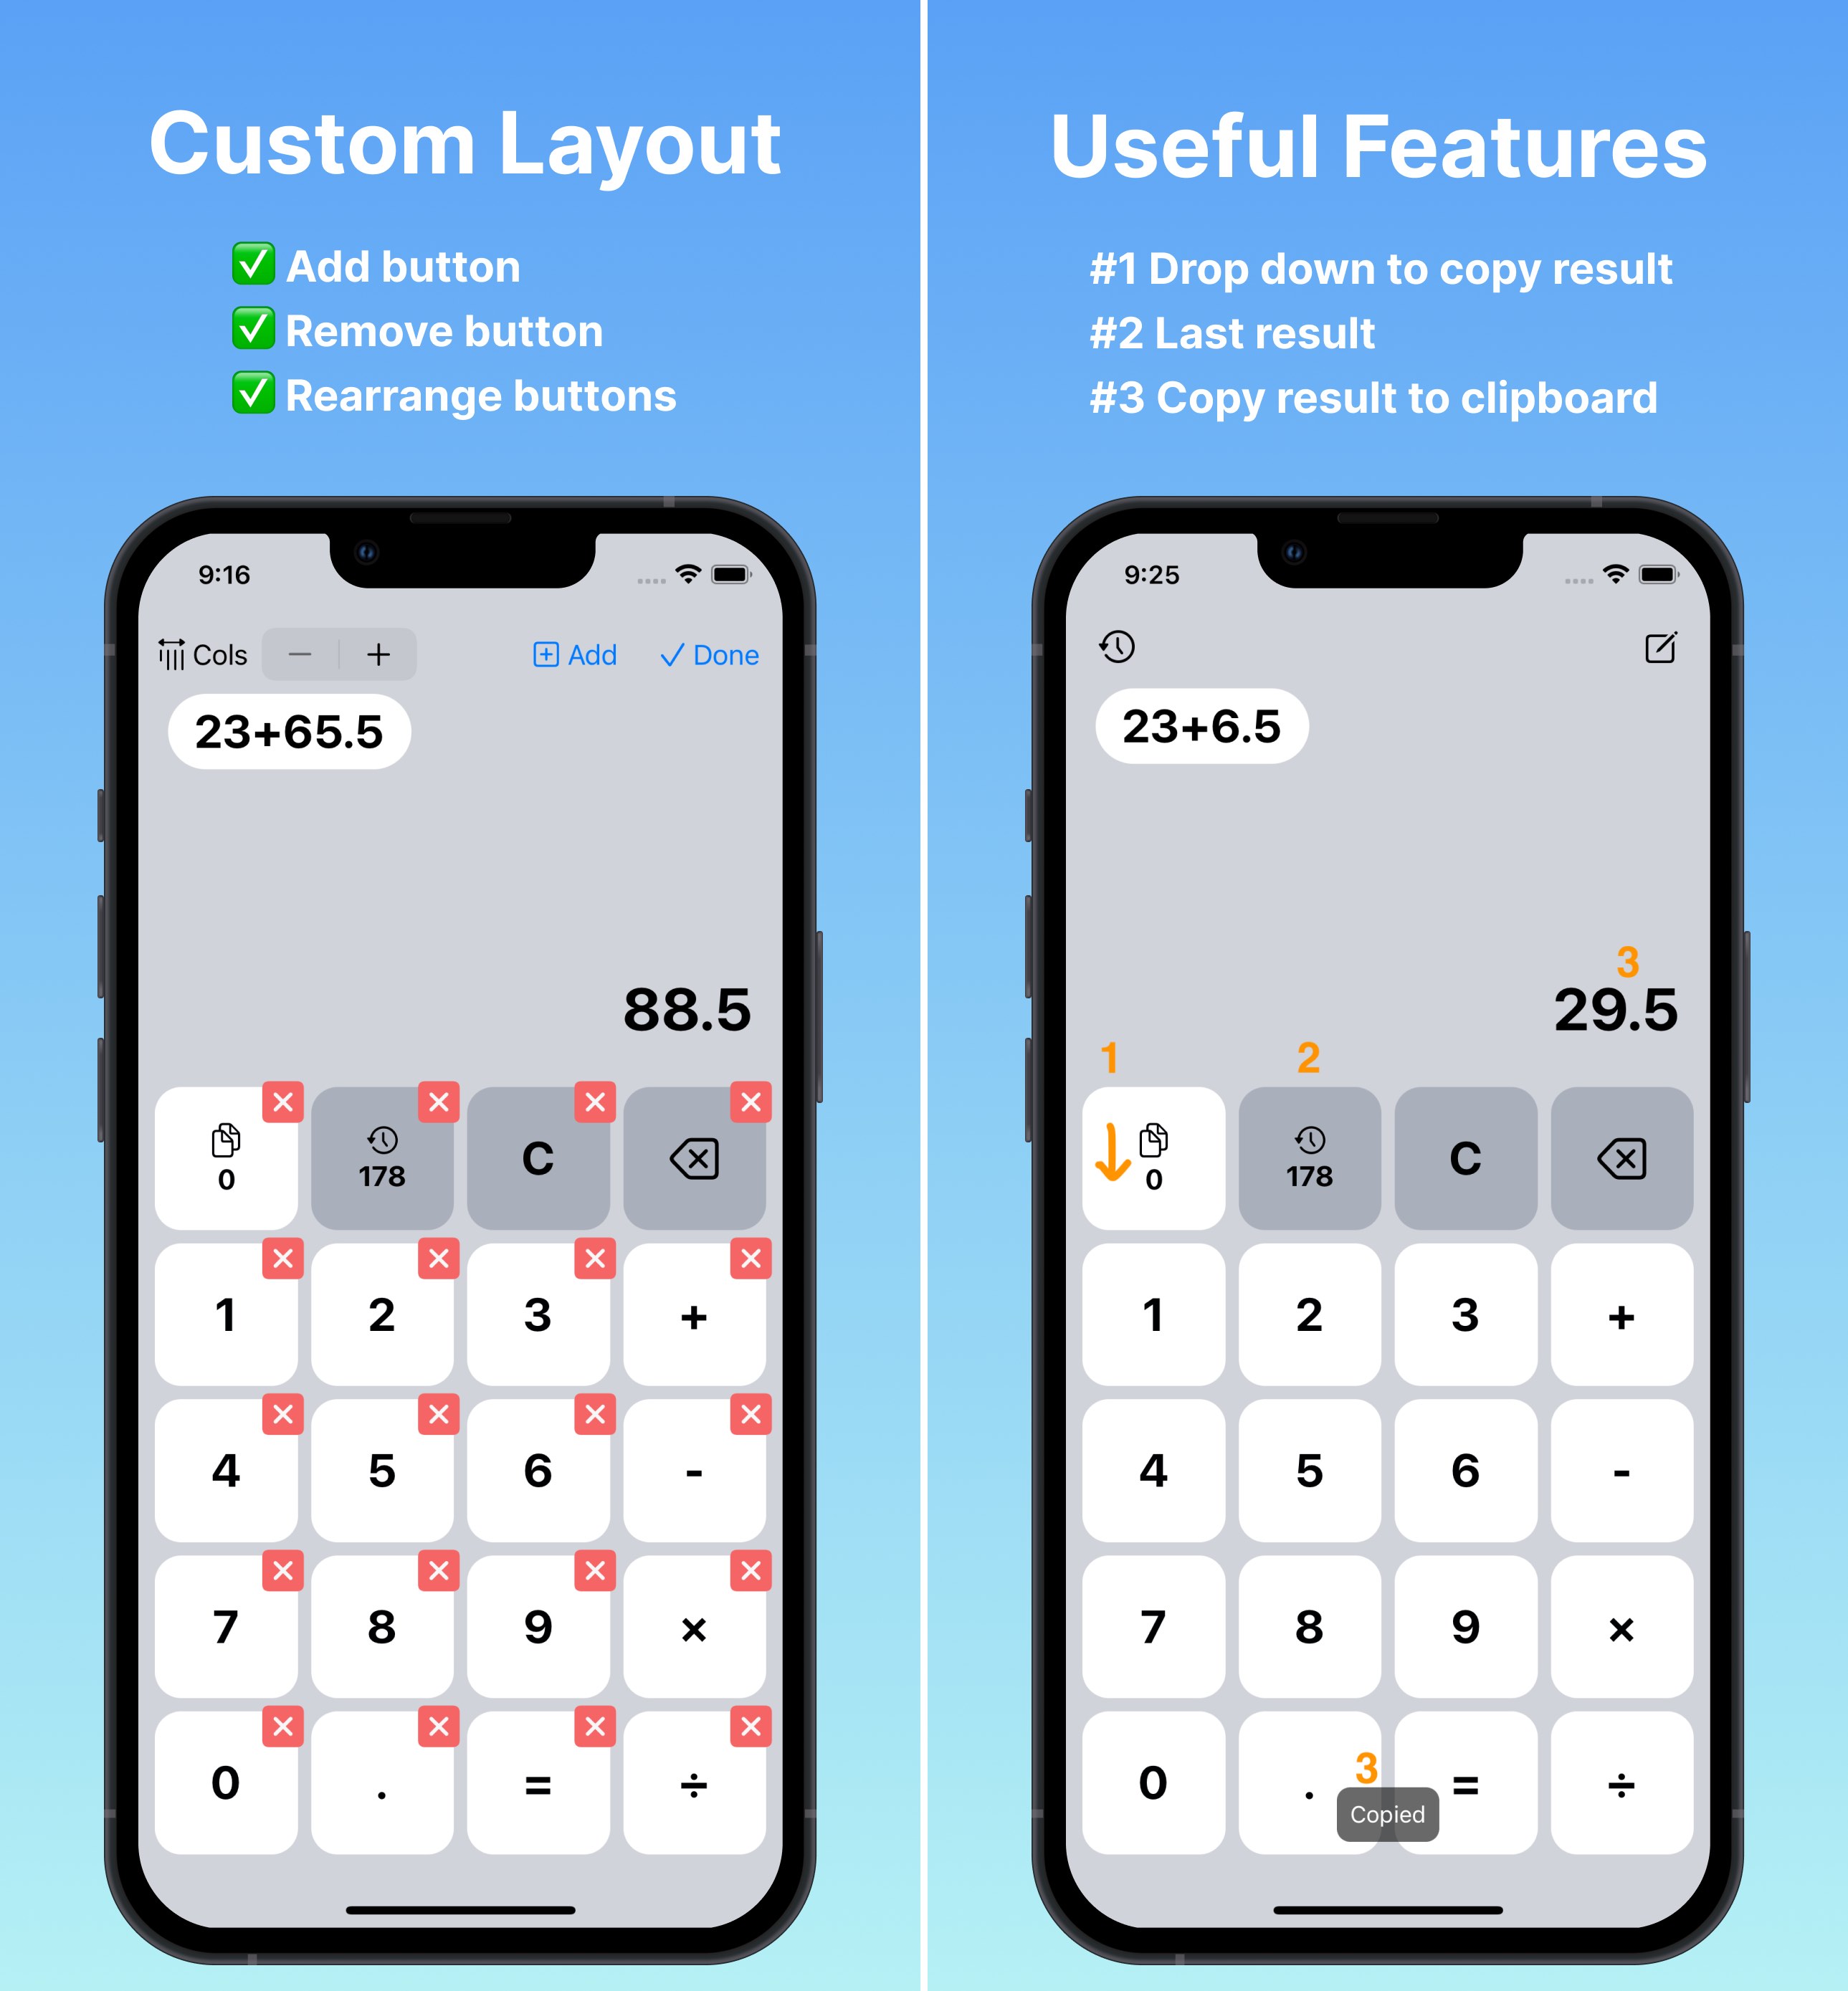 Custom Layout
✅ Add button
✅ Remove button
✅ Rearrange buttons
9:16
Cols − + Add Done
23+65.5
88.5
0 178 C
1 2 3 +
4 5 6 -
7 8 9 ×
0 . = ÷
Useful Features
#1 Drop down to copy result
#2 Last result
#3 Copy result to clipboard
9:25
23+6.5
3
29.5
1 2
0 178 C
1 2 3 +
4 5 6 -
7 8 9 ×
3
0 . = ÷
Copied